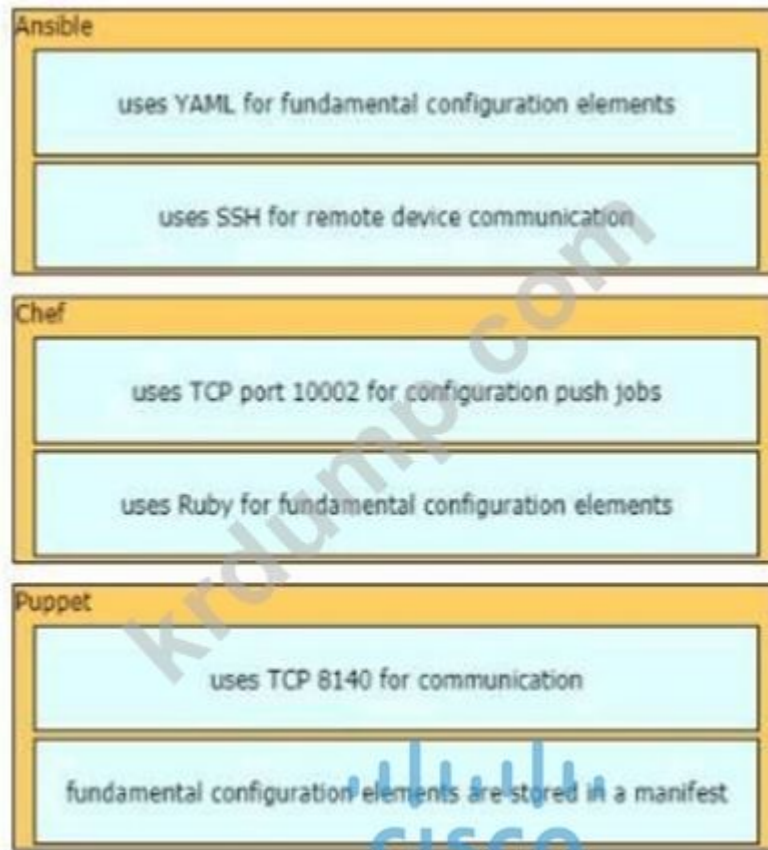 Ansible
uses YAML for fundamental configuration elements
uses SSH for remote device communication
Chef
uses TCP port 10002 for configuration push jobs
uses Ruby for fundamental configuration elements
Puppet
uses TCP 8140 for communication
fundamental configuration elements are stored in a manifest
krdump.com
CISCO